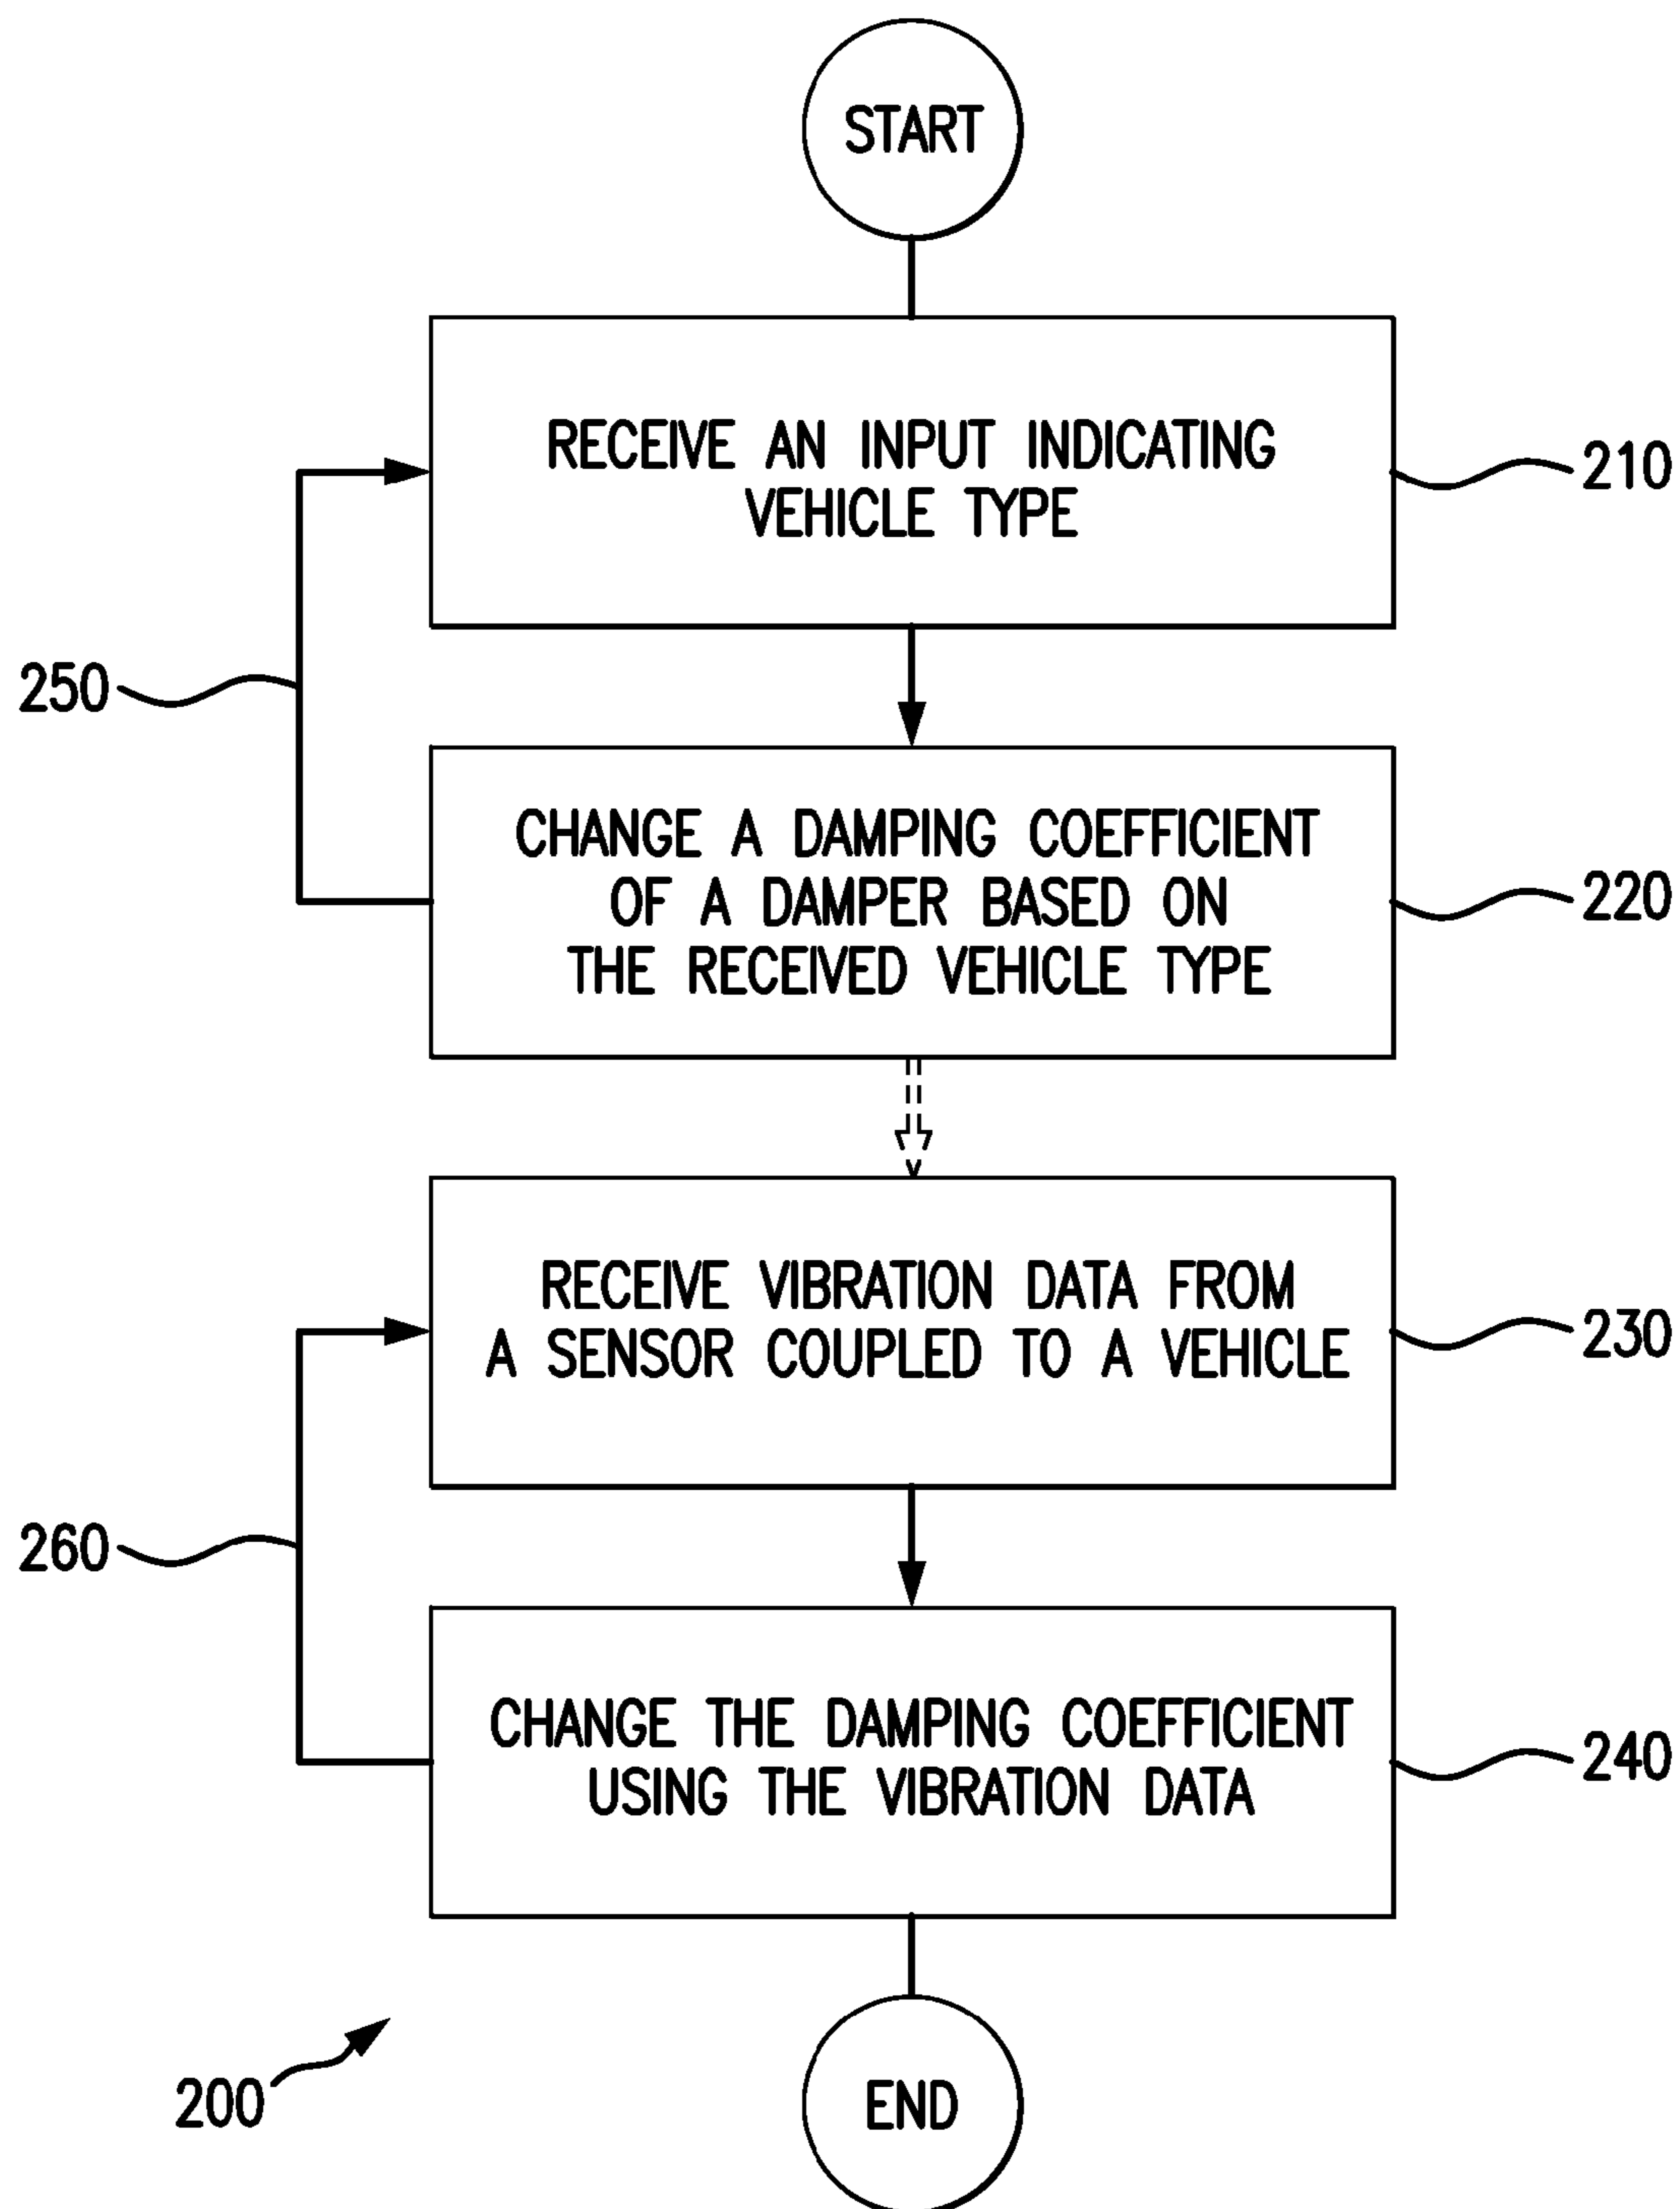 START
RECEIVE AN INPUT INDICATING
VEHICLE TYPE
210
250
CHANGE A DAMPING COEFFICIENT
OF A DAMPER BASED ON
THE RECEIVED VEHICLE TYPE
220
RECEIVE VIBRATION DATA FROM
A SENSOR COUPLED TO A VEHICLE
230
260
CHANGE THE DAMPING COEFFICIENT
USING THE VIBRATION DATA
240
200
END